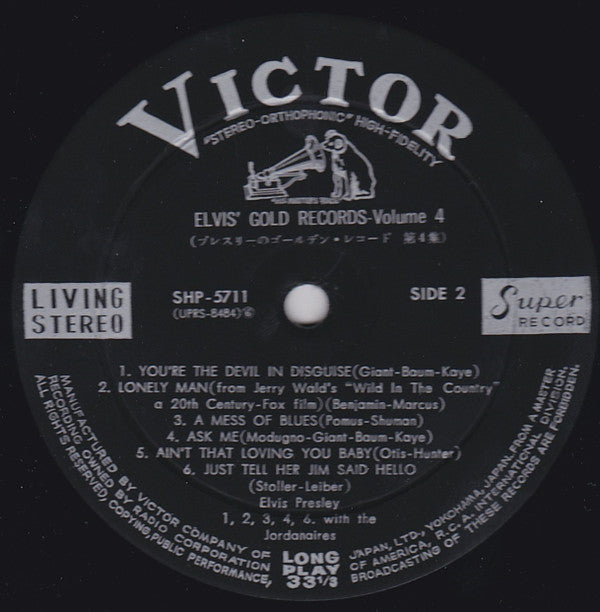 VICTOR
"STEREO-ORTHOPHONIC" HIGH-FIDELITY
"HIS MASTER'S VOICE"
ELVIS' GOLD RECORDS-Volume 4
(プレスリーのゴールデン・レコード 第4集)
LIVING
STEREO
SHP-5711
(UPRS-8484)
SIDE 2
Super
RECORD
1. YOU'RE THE DEVIL IN DISGUISE(Giant-Baum-Kaye)
2. LONELY MAN(from Jerry Wald's "Wild In The Country"
a 20th Century-Fox film)(Benjamin-Marcus)
3. A MESS OF BLUES(Pomus-Shuman)
4. ASK ME(Modugno-Giant-Baum-Kaye)
5. AIN'T THAT LOVING YOU BABY(Otis-Hunter)
6. JUST TELL HER JIM SAID HELLO
(Stoller-Leiber)
Elvis Presley
1, 2, 3, 4, 6. with the
Jordanaires
MANUFACTURED BY VICTOR COMPANY OF JAPAN, LTD., YOKOHAMA, JAPAN, FROM A MASTER
RECORDING OWNED BY RADIO CORPORATION OF AMERICA, R.C.A. INTERNATIONAL DIVISION.
ALL RIGHTS RESERVED, COPYING, PUBLIC PERFORMANCE, BROADCASTING OF THESE RECORDS ARE FORBIDDEN.
LONG
PLAY
33 1/3